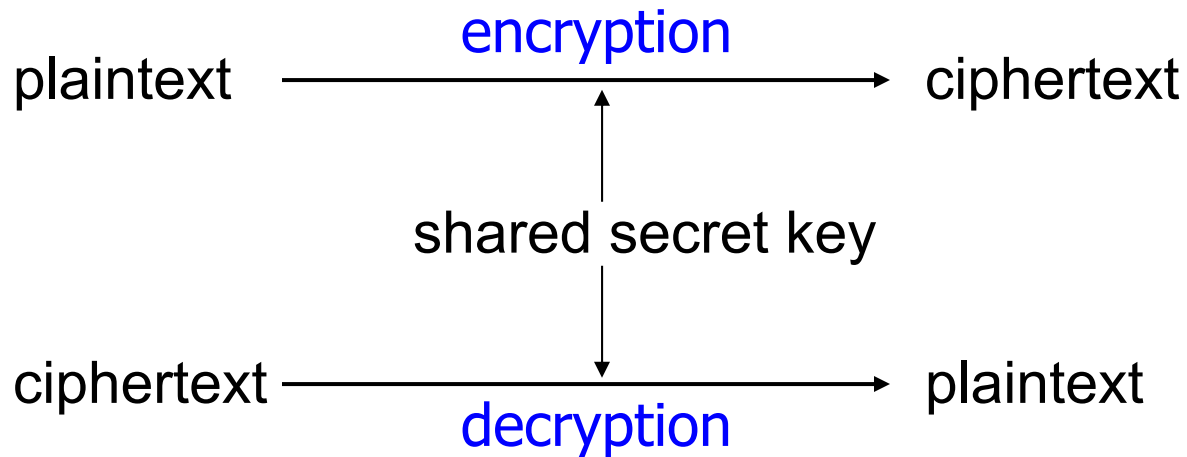 encryption
plaintext ciphertext
shared secret key
ciphertext plaintext
decryption